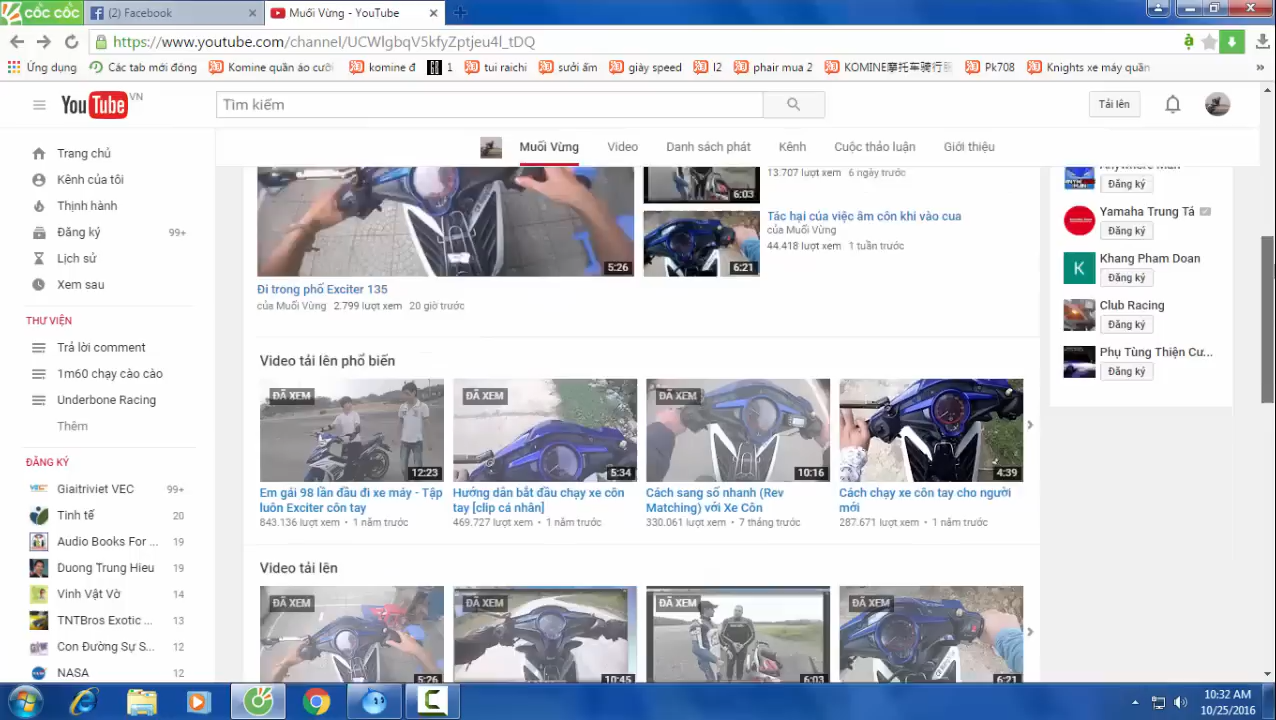 CỐC CỐC
(2) Facebook
Muối Vừng - YouTube
https://www.youtube.com/channel/UCWlgbqV5kfyZptjeu4l_tDQ
Ứng dụng
Các tab mới đóng
Komine quần áo cưỡi
komine đ
1
tui raichi
sưởi ấm
giày speed
l2
phair mua 2
KOMINE摩托车骑行
Pk708
Knights xe máy quần
YouTube VN
Tìm kiếm
Tải lên
Muối Vừng
Video
Danh sách phát
Kênh
Cuộc thảo luận
Giới thiệu
Trang chủ
Kênh của tôi
Thịnh hành
Đăng ký 99+
Lịch sử
Xem sau
THƯ VIỆN
Trả lời comment
1m60 chạy cào cào
Underbone Racing
Thêm
ĐĂNG KÝ
Giaitriviet VEC 99+
Tinh tế 20
Audio Books For ... 19
Duong Trung Hieu 19
Vinh Vật Vờ 14
TNTBros Exotic ... 13
Con Đường Sự S... 12
NASA 12
5:26
Đi trong phố Exciter 135
của Muối Vừng 2.799 lượt xem 20 giờ trước
6:03
13.707 lượt xem 6 ngày trước
6:21
Tác hại của việc âm côn khi vào cua
của Muối Vừng
44.418 lượt xem 1 tuần trước
Video tải lên phổ biến
ĐÃ XEM
12:23
Em gái 98 lần đầu đi xe máy - Tập
luôn Exciter côn tay
843.136 lượt xem • 1 năm trước
ĐÃ XEM
5:34
Hướng dẫn bắt đầu chạy xe côn
tay [clip cá nhân]
469.727 lượt xem • 1 năm trước
ĐÃ XEM
10:16
Cách sang số nhanh (Rev
Matching) với Xe Côn
330.061 lượt xem • 7 tháng trước
4:39
Cách chạy xe côn tay cho người
mới
287.671 lượt xem • 1 năm trước
Video tải lên
ĐÃ XEM
5:26
ĐÃ XEM
10:45
ĐÃ XEM
6:03
ĐÃ XEM
6:21
Anywhere Man
Đăng ký
Yamaha Trung Tá
Đăng ký
K
Khang Pham Doan
Đăng ký
Club Racing
Đăng ký
Phụ Tùng Thiện Cư...
Đăng ký
10:32 AM
10/25/2016